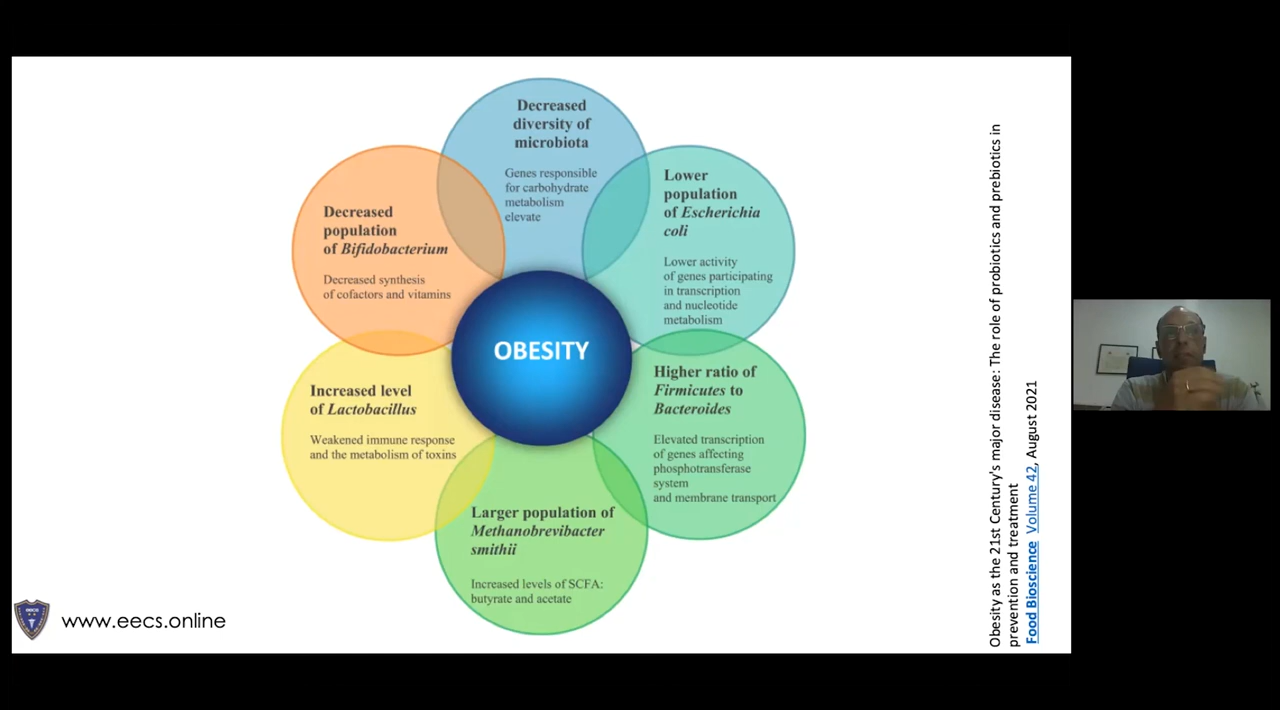 Decreased
diversity of
microbiota
Genes responsible
for carbohydrate
metabolism
elevate
Lower
population
of Escherichia
coli
Lower activity
of genes participating
in transcription
and nucleotide
metabolism
Decreased
population
of Bifidobacterium
Decreased synthesis
of cofactors and vitamins
OBESITY
Higher ratio of
Firmicutes to
Bacteroides
Elevated transcription
of genes affecting
phosphotransferase
system
and membrane transport
Increased level
of Lactobacillus
Weakened immune response
and the metabolism of toxins
Larger population of
Methanobrevibacter
smithii
Increased levels of SCFA:
butyrate and acetate
EECS
www.eecs.online
Obesity as the 21st Century's major disease: The role of probiotics and prebiotics in
prevention and treatment
Food Bioscience Volume 42, August 2021